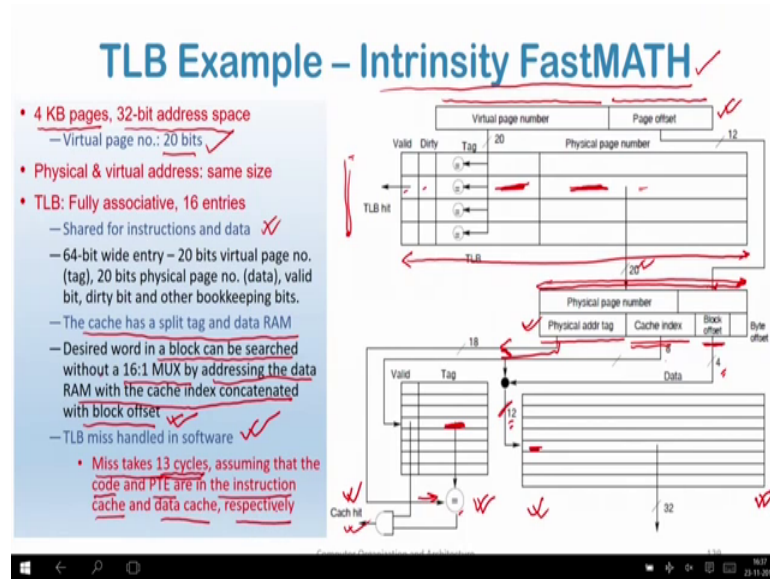 TLB Example – Intrinsity FastMATH
• 4 KB pages, 32-bit address space
– Virtual page no.: 20 bits
• Physical & virtual address: same size
• TLB: Fully associative, 16 entries
– Shared for instructions and data
– 64-bit wide entry – 20 bits virtual page no.
(tag), 20 bits physical page no. (data), valid
bit, dirty bit and other bookkeeping bits.
– The cache has a split tag and data RAM
– Desired word in a block can be searched
without a 16:1 MUX by addressing the data
RAM with the cache index concatenated
with block offset
– TLB miss handled in software
• Miss takes 13 cycles, assuming that the
code and PTE are in the instruction
cache and data cache, respectively
Virtual page number Page offset
20 12
Valid Dirty Tag Physical page number
TLB hit
TLB
20
Physical page number
Physical addr tag Cache index Block offset Byte offset
18 8 4
Valid Tag Data
12
=
Cach hit
32
Computer Organization and Architecture
16:37